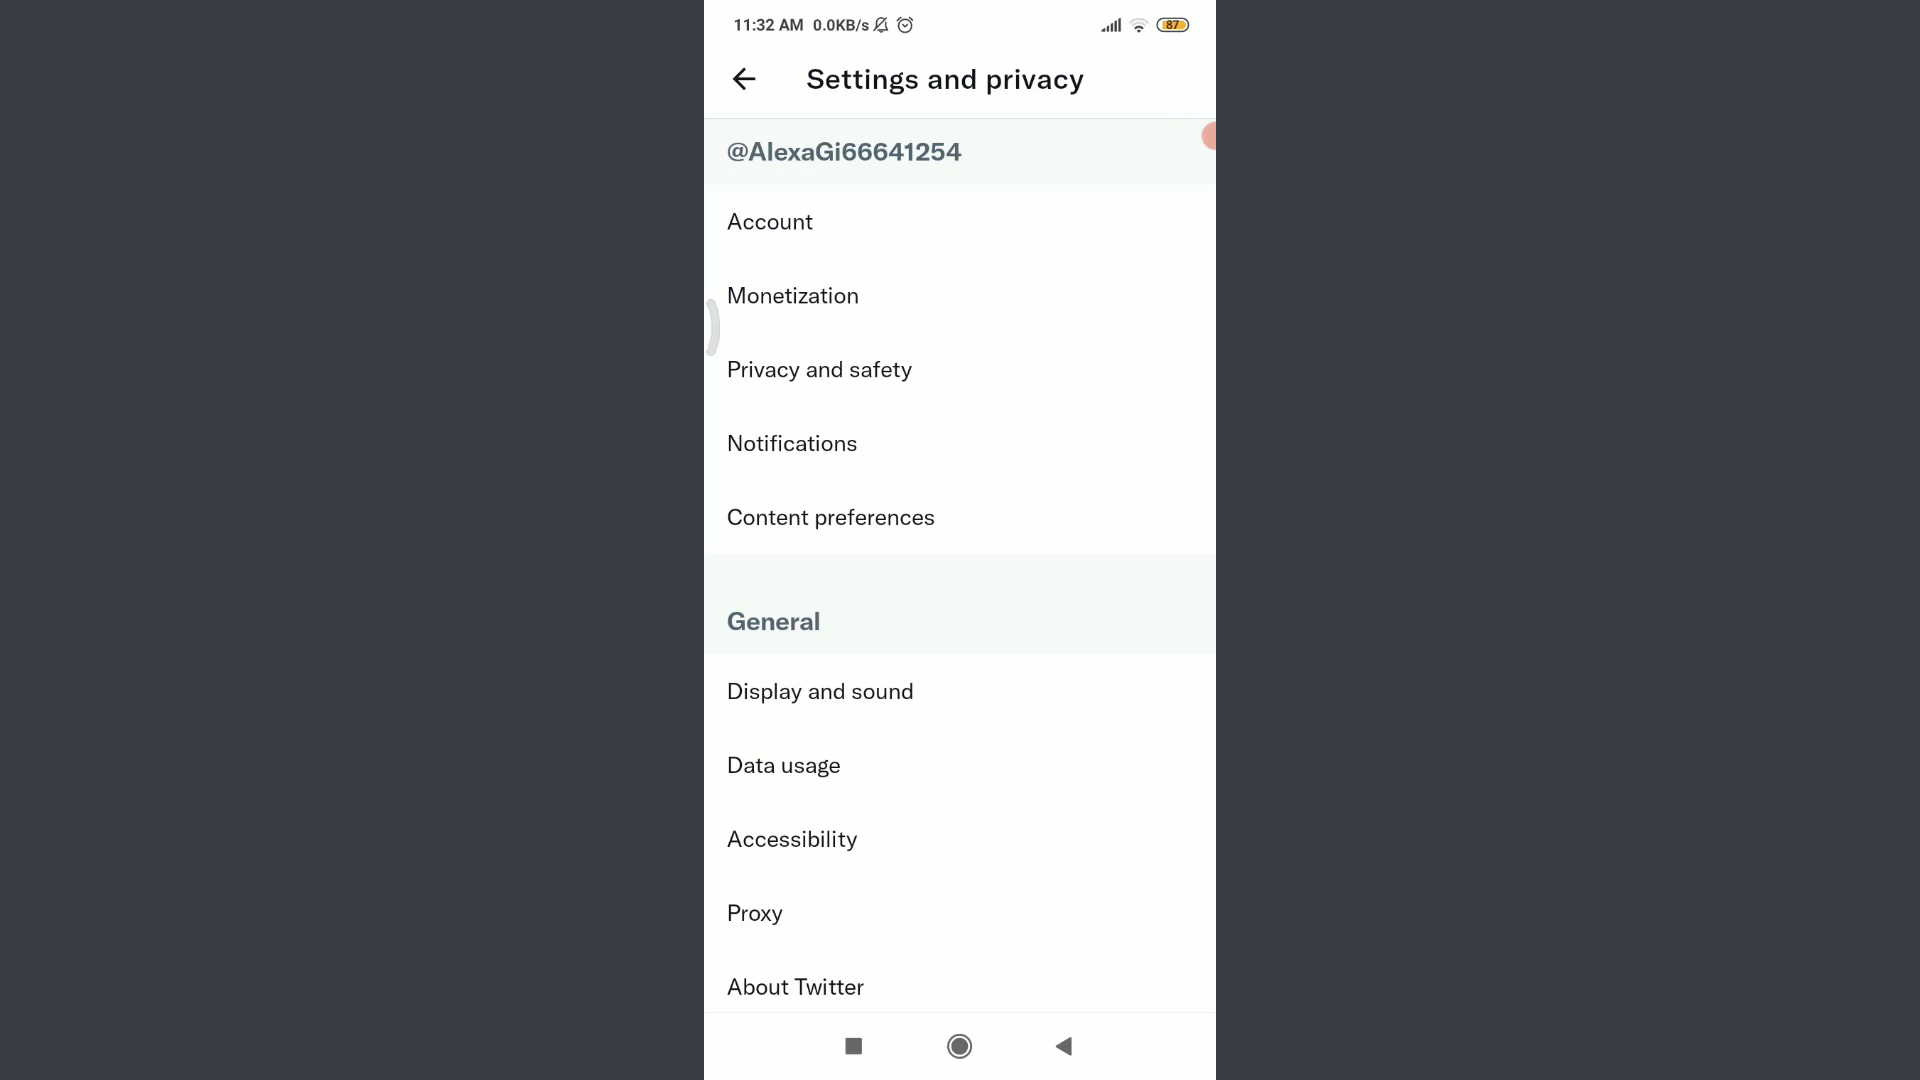 11:32 AM 0.0KB/s 87
Settings and privacy
@AlexaGi66641254
Account
Monetization
Privacy and safety
Notifications
Content preferences
General
Display and sound
Data usage
Accessibility
Proxy
About Twitter